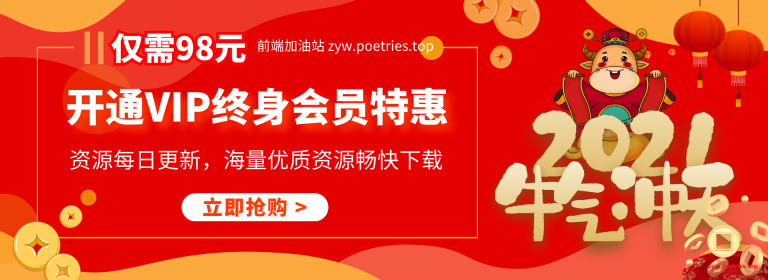 仅需98元 前端加油站 zyw.poetries.top
开通VIP终身会员特惠
资源每日更新，海量优质资源畅快下载
立即抢购 >
2021
牛气冲天